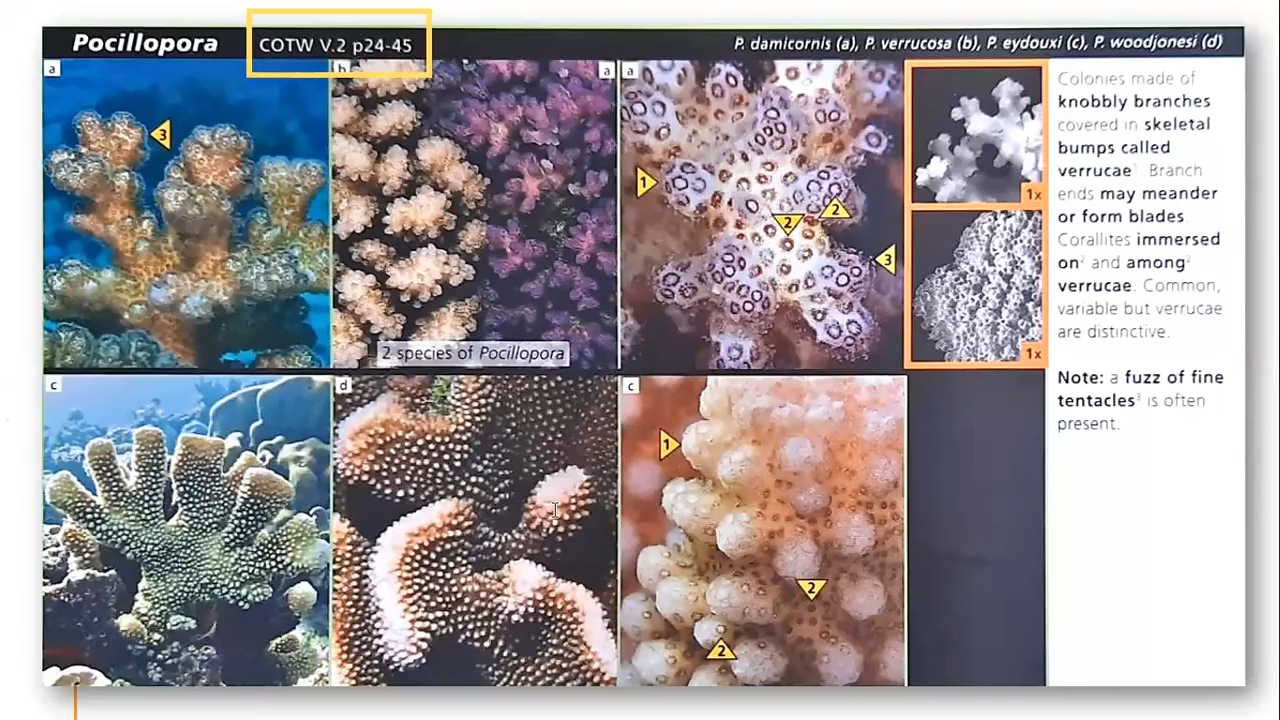 Pocillopora
COTW V.2 p24-45
P. damicornis (a), P. verrucosa (b), P. eydouxi (c), P. woodjonesi (d)
a
b
a
a
3
1
2
2
3
1x
1x
2 species of Pocillopora
c
d
c
1
2
2
Colonies made of
knobbly branches
covered in skeletal
bumps called
verrucae¹ Branch
ends may meander
or form blades
Corallites immersed
on² and among²
verrucae. Common,
variable but verrucae
are distinctive.
Note: a fuzz of fine
tentacles³ is often
present.